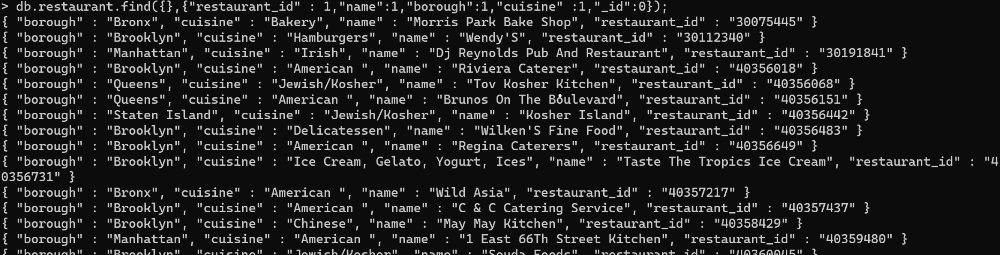 > db.restaurant.find({},{"restaurant_id" : 1,"name":1,"borough":1,"cuisine" :1,"_id":0});
{ "borough" : "Bronx", "cuisine" : "Bakery", "name" : "Morris Park Bake Shop", "restaurant_id" : "30075445" }
{ "borough" : "Brooklyn", "cuisine" : "Hamburgers", "name" : "Wendy'S", "restaurant_id" : "30112340" }
{ "borough" : "Manhattan", "cuisine" : "Irish", "name" : "Dj Reynolds Pub And Restaurant", "restaurant_id" : "30191841" }
{ "borough" : "Brooklyn", "cuisine" : "American ", "name" : "Riviera Caterer", "restaurant_id" : "40356018" }
{ "borough" : "Queens", "cuisine" : "Jewish/Kosher", "name" : "Tov Kosher Kitchen", "restaurant_id" : "40356068" }
{ "borough" : "Queens", "cuisine" : "American ", "name" : "Brunos On The Boulevard", "restaurant_id" : "40356151" }
{ "borough" : "Staten Island", "cuisine" : "Jewish/Kosher", "name" : "Kosher Island", "restaurant_id" : "40356442" }
{ "borough" : "Brooklyn", "cuisine" : "Delicatessen", "name" : "Wilken'S Fine Food", "restaurant_id" : "40356483" }
{ "borough" : "Brooklyn", "cuisine" : "American ", "name" : "Regina Caterers", "restaurant_id" : "40356649" }
{ "borough" : "Brooklyn", "cuisine" : "Ice Cream, Gelato, Yogurt, Ices", "name" : "Taste The Tropics Ice Cream", "restaurant_id" : "4
0356731" }
{ "borough" : "Bronx", "cuisine" : "American ", "name" : "Wild Asia", "restaurant_id" : "40357217" }
{ "borough" : "Brooklyn", "cuisine" : "American ", "name" : "C & C Catering Service", "restaurant_id" : "40357437" }
{ "borough" : "Brooklyn", "cuisine" : "Chinese", "name" : "May May Kitchen", "restaurant_id" : "40358429" }
{ "borough" : "Manhattan", "cuisine" : "American ", "name" : "1 East 66Th Street Kitchen", "restaurant_id" : "40359480" }
{ "borough" : "Brooklyn", "cuisine" : "Jewish/Kosher", "name" : "Seuda Foods", "restaurant_id" : "40360045" }